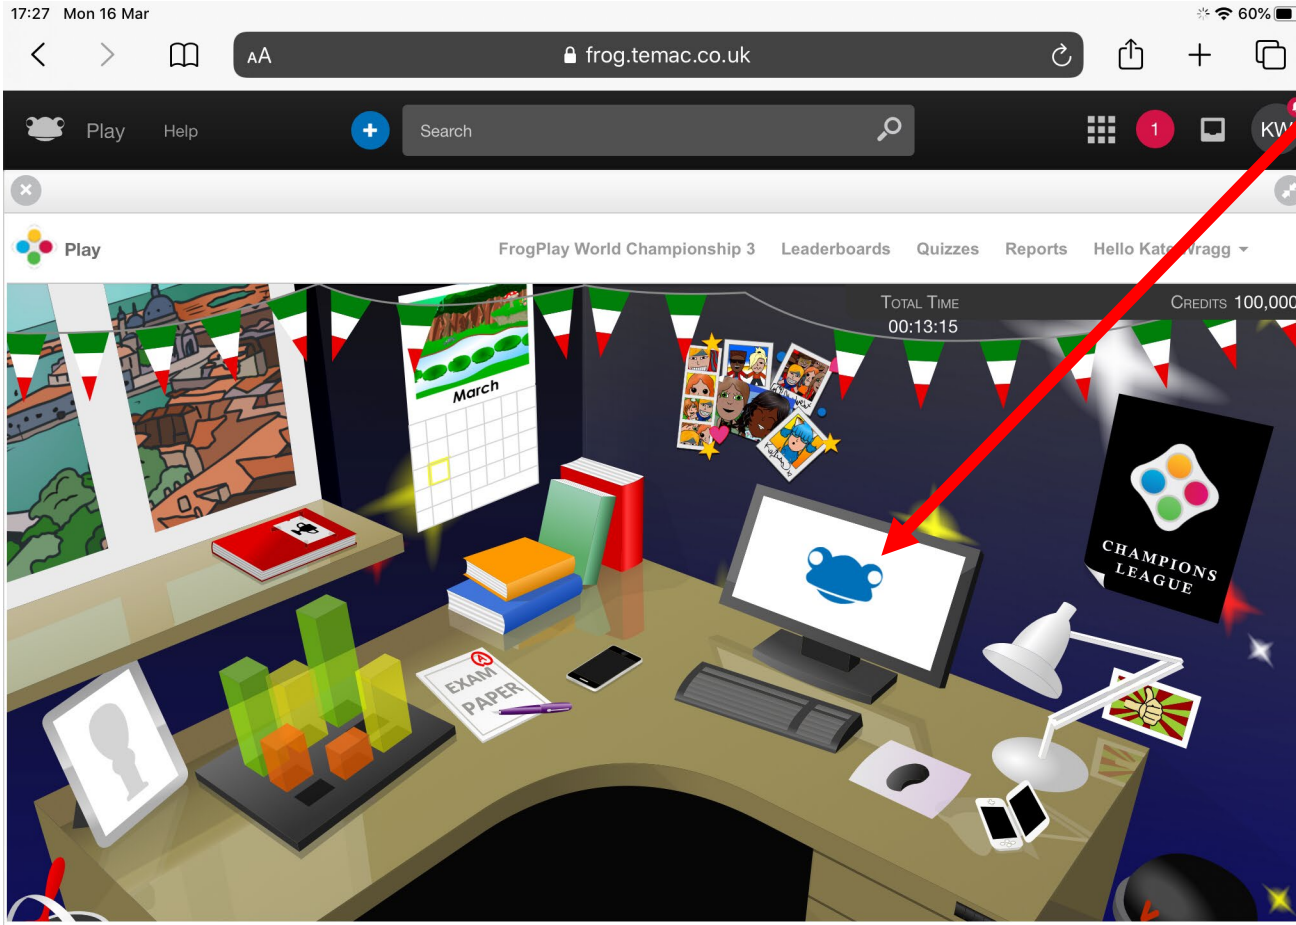 17:27 Mon 16 Mar 60%
AA frog.temac.co.uk
Play Help Search 1 KW
Play FrogPlay World Championship 3 Leaderboards Quizzes Reports Hello Kate Wragg
TOTAL TIME CREDITS 100,000
00:13:15
March
CHAMPIONS
LEAGUE
A
EXAM
PAPER